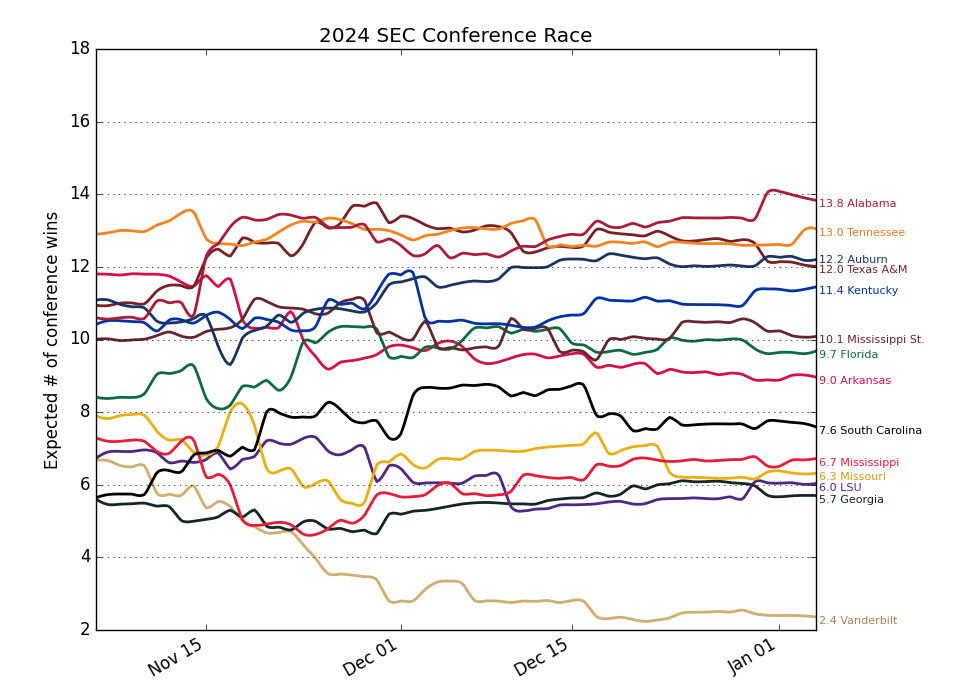 2024 SEC Conference Race
Expected # of conference wins
18
16
14
12
10
8
6
4
2
Nov 15
Dec 01
Dec 15
Jan 01
13.8 Alabama
13.0 Tennessee
12.2 Auburn
12.0 Texas A&M
11.4 Kentucky
10.1 Mississippi St.
9.7 Florida
9.0 Arkansas
7.6 South Carolina
6.7 Mississippi
6.3 Missouri
6.0 LSU
5.7 Georgia
2.4 Vanderbilt